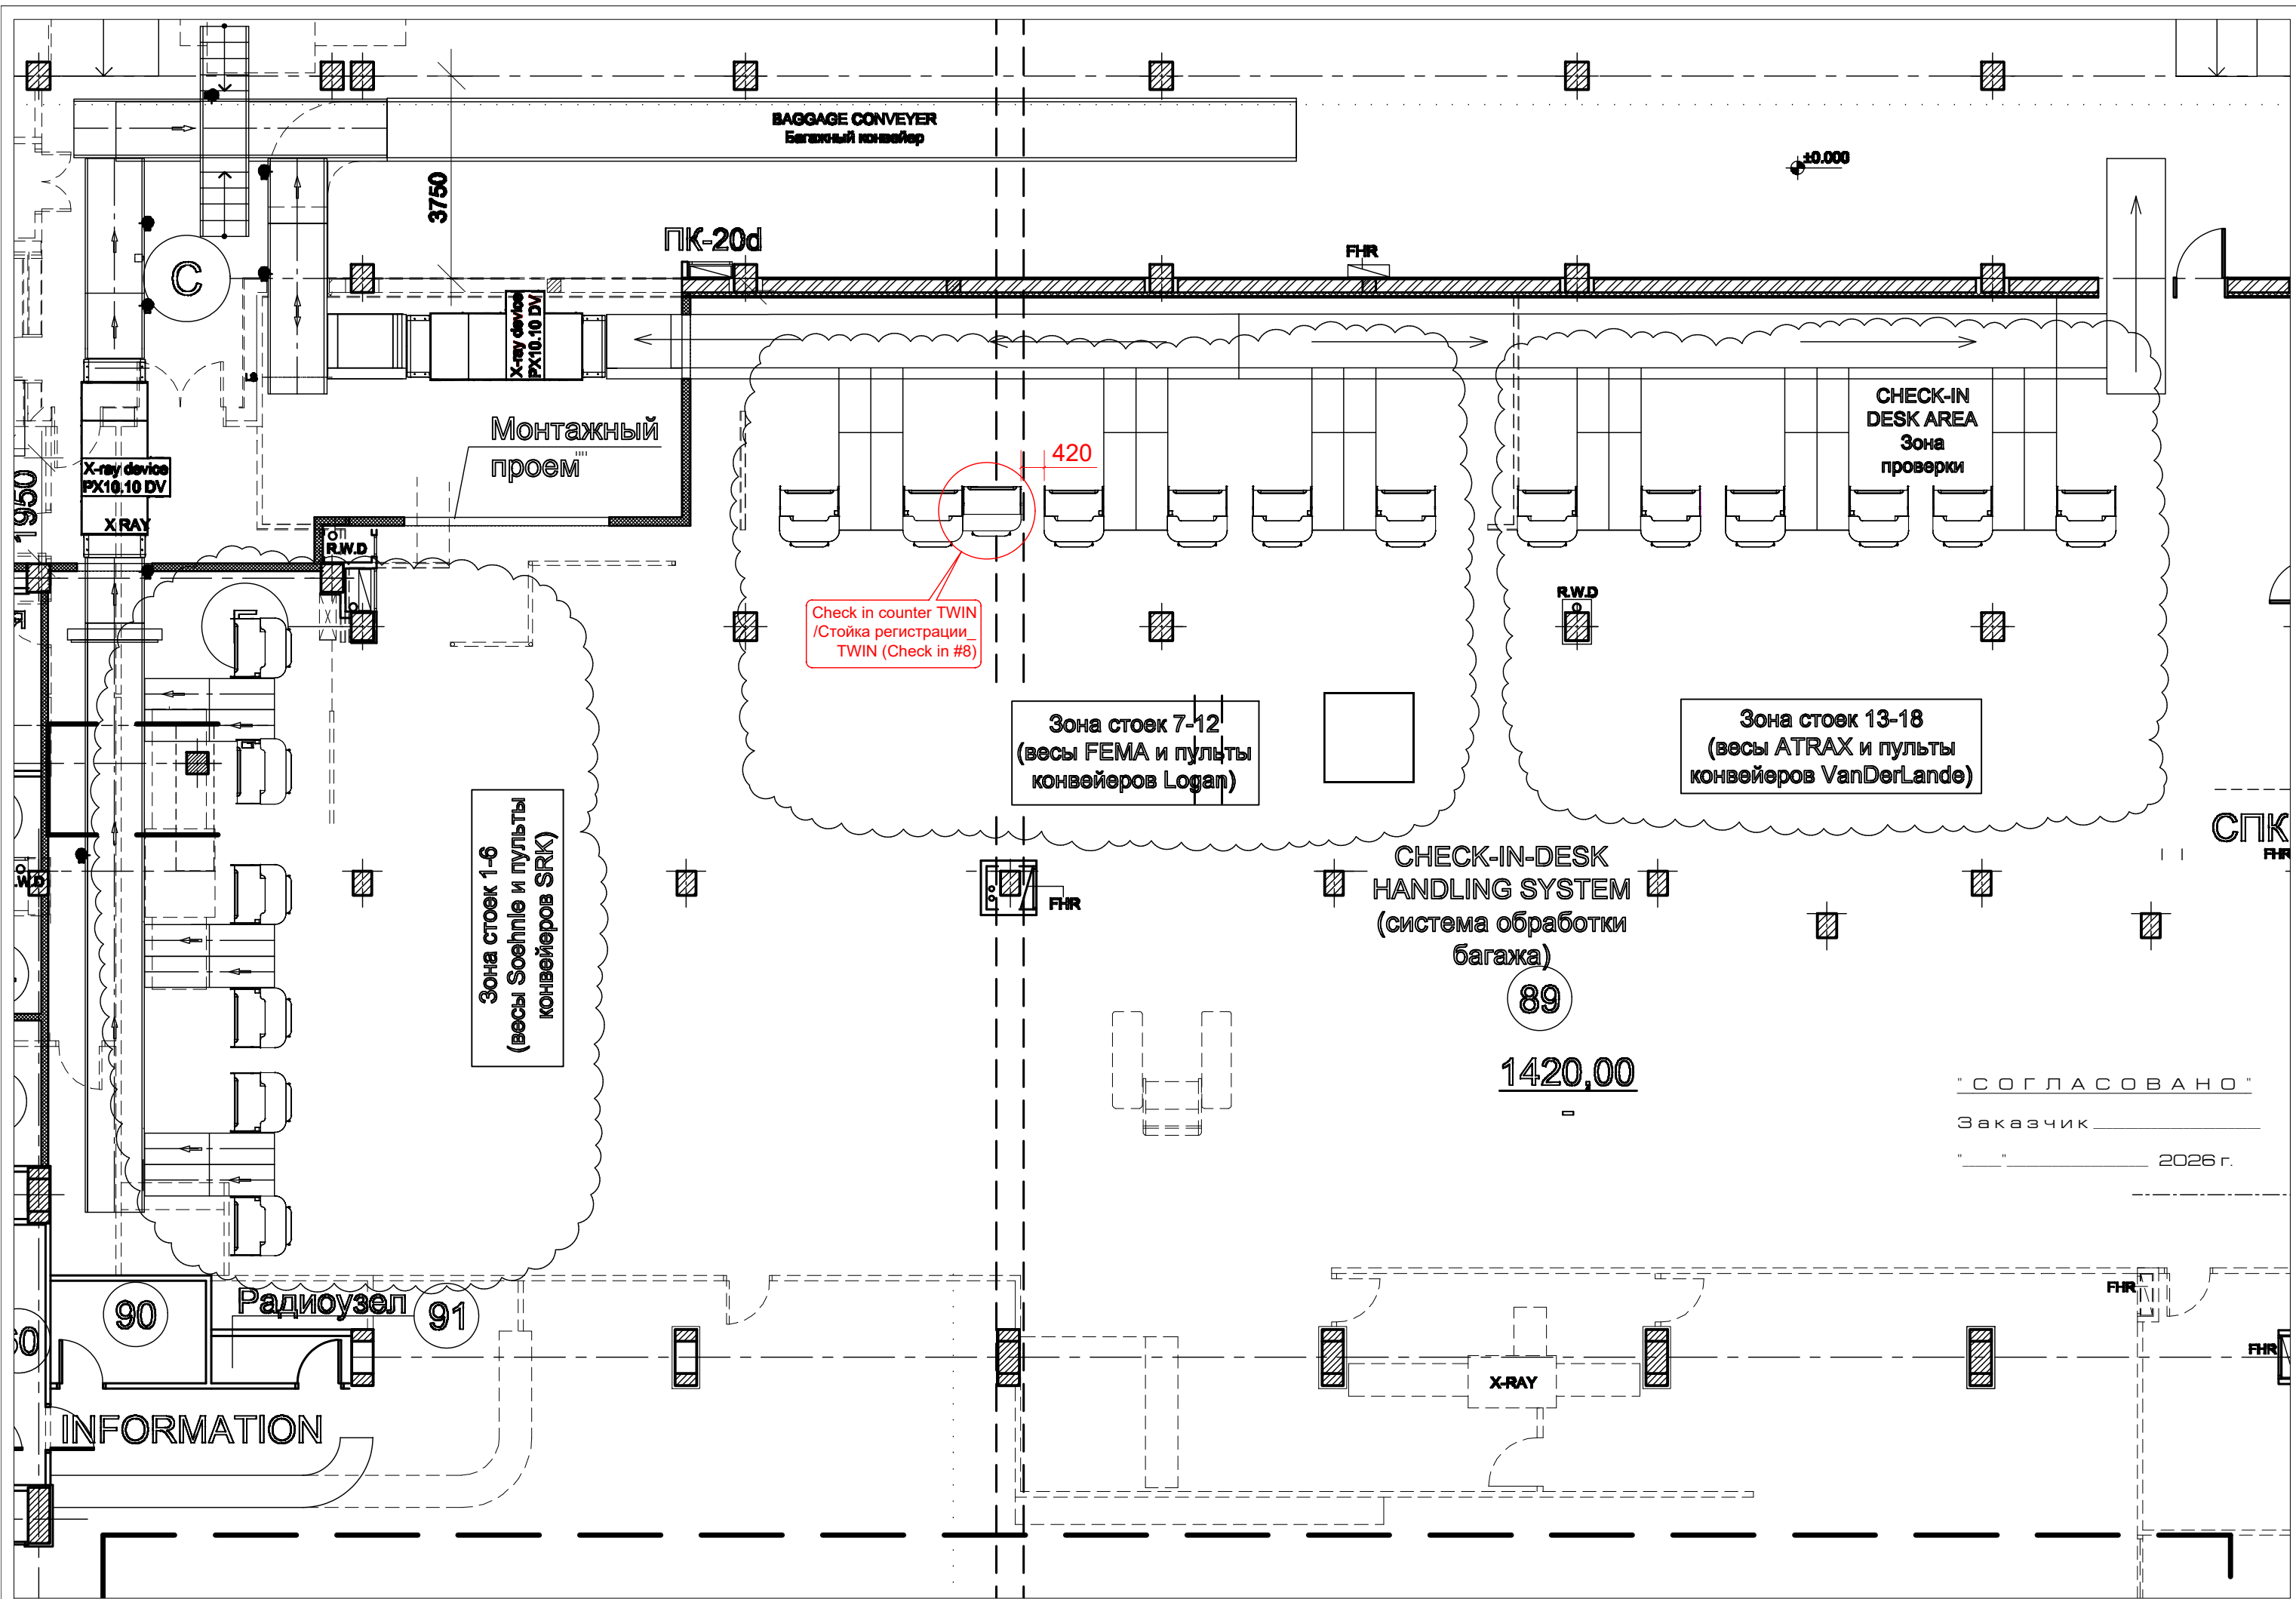 BAGGAGE CONVEYER
Багажный конвейер
±0.000
3750
ПК-20d
FHR
C
X-ray device
PX10.10 DV
Монтажный
проем""
X-ray device
PX10.10 DV
X RAY
1950
R.W.D
420
CHECK-IN
DESK AREA
Зона
проверки
Check in counter TWIN
/Стойка регистрации_
TWIN (Check in #8)
R.W.D
Зона стоек 7-12
(весы FEMA и пульты
конвейеров Logan)
Зона стоек 13-18
(весы ATRAX и пульты
конвейеров VanDerLande)
Зона стоек 1-6
(весы Soehnle и пульты
конвейеров SRK)
СПК
FHR
.W.D
FHR
CHECK-IN-DESK
HANDLING SYSTEM
(система обработки
багажа)
89
1420,00
"СОГЛАСОВАНО"
Заказчик
"___"____________ 2026 г.
90
Радиоузел
91
60
FHR
FHR
X-RAY
INFORMATION